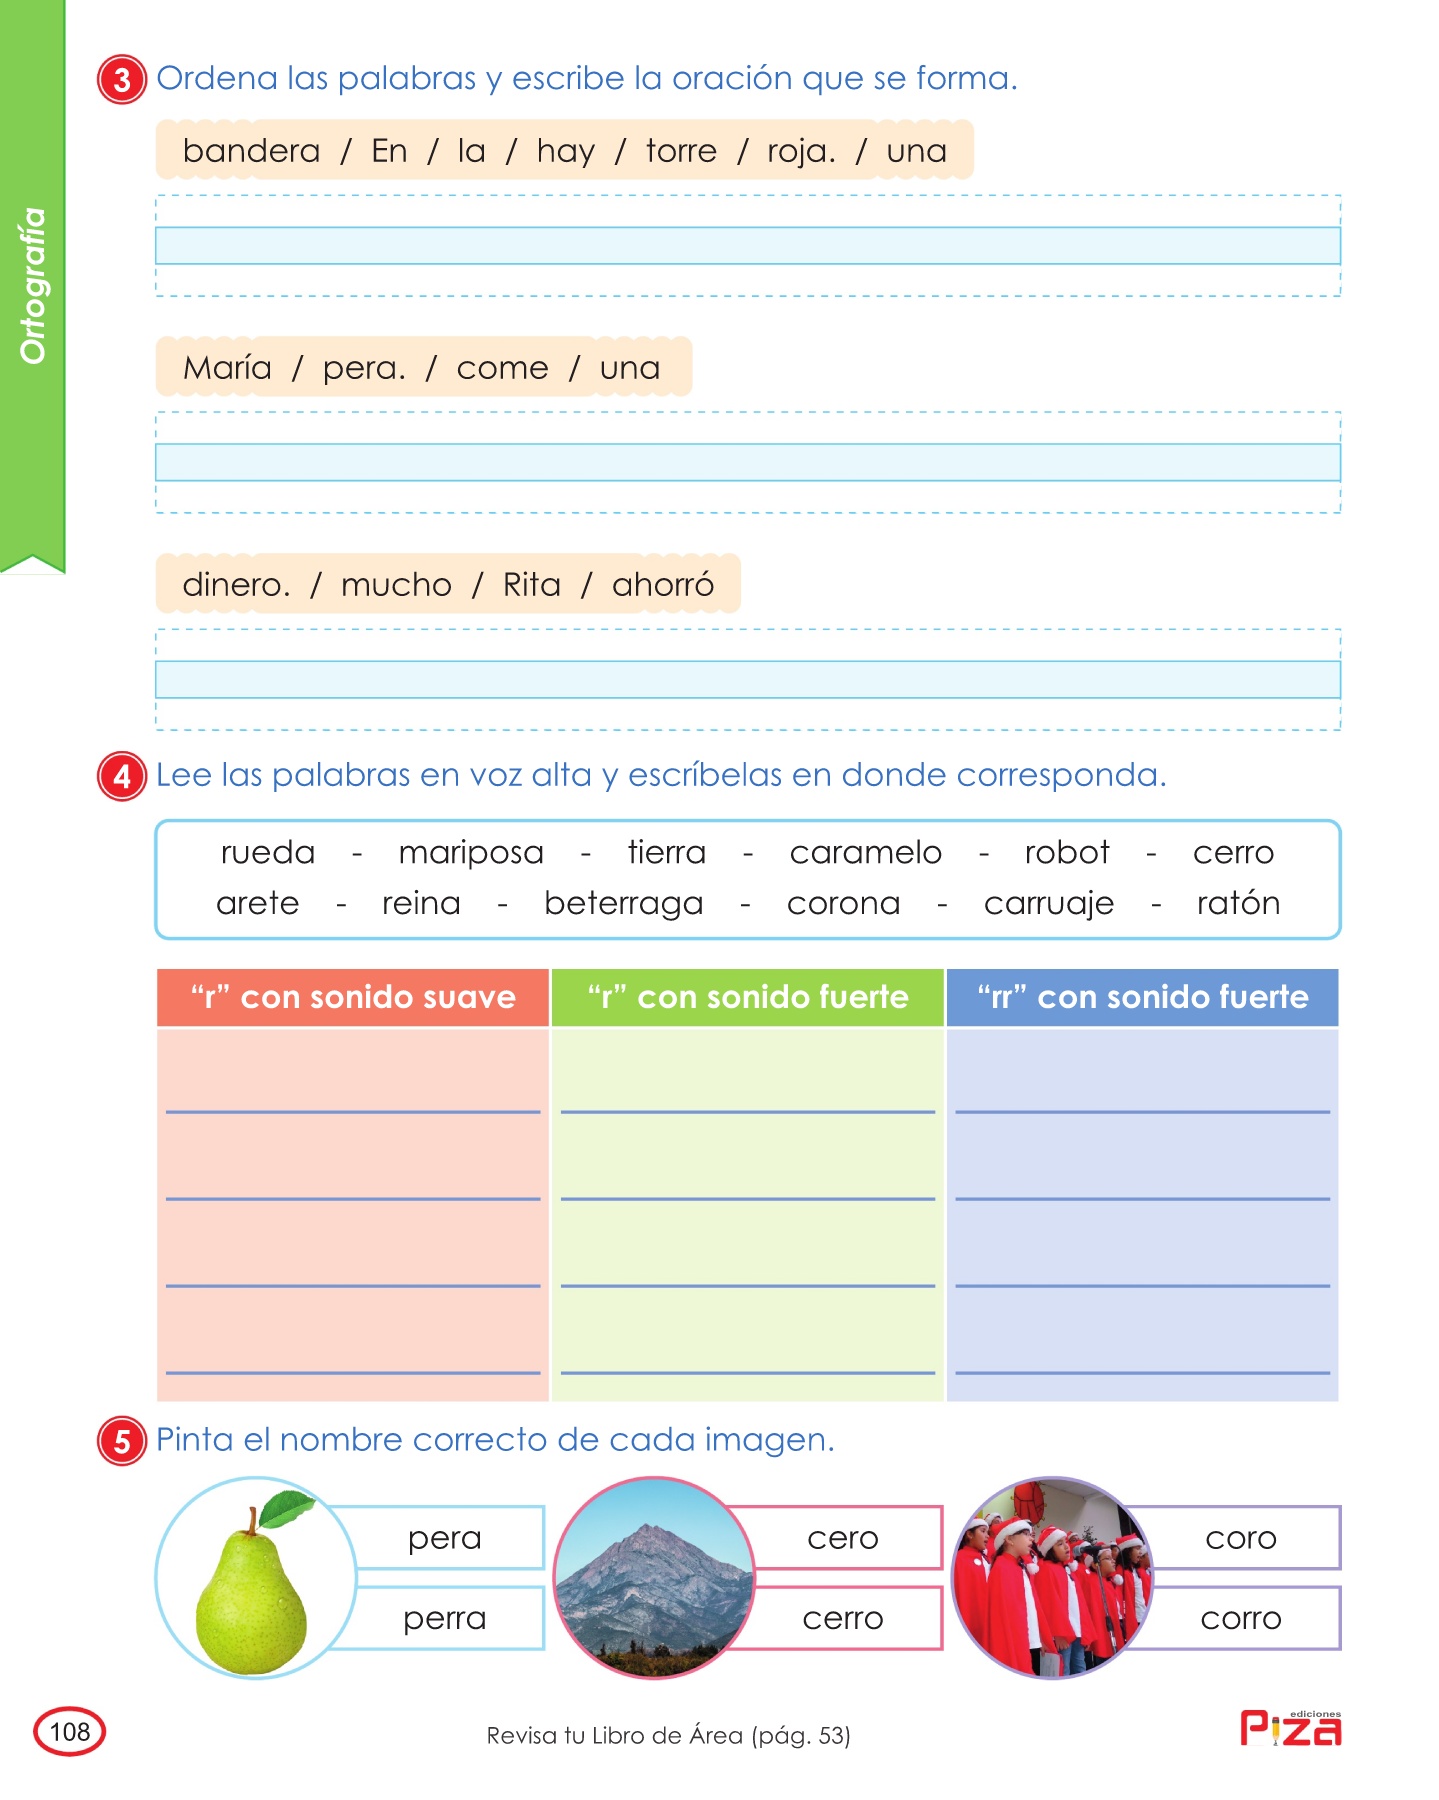 Ortografía
3 Ordena las palabras y escribe la oración que se forma.
bandera / En / la / hay / torre / roja. / una
María / pera. / come / una
dinero. / mucho / Rita / ahorró
4 Lee las palabras en voz alta y escríbelas en donde corresponda.
rueda - mariposa - tierra - caramelo - robot - cerro
arete - reina - beterraga - corona - carruaje - ratón
“r” con sonido suave “r” con sonido fuerte “rr” con sonido fuerte
5 Pinta el nombre correcto de cada imagen.
pera cero coro
perra cerro corro
108
Revisa tu Libro de Área (pág. 53)
ediciones
Piza